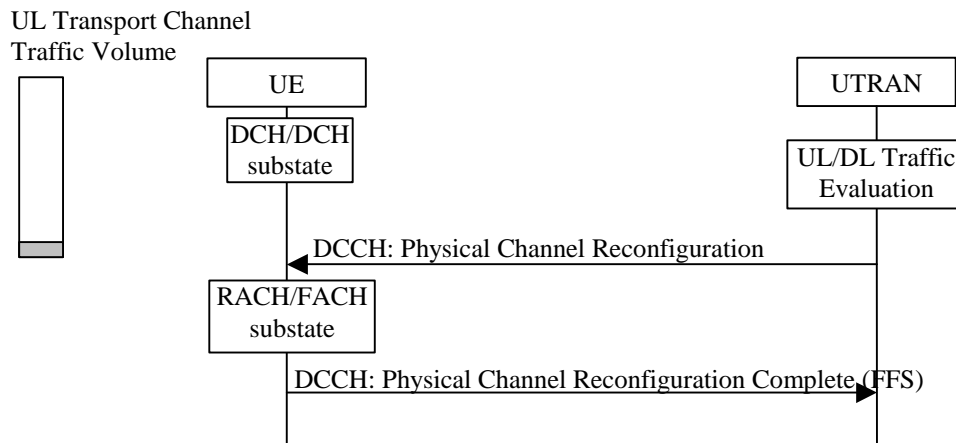 UL Transport Channel
Traffic Volume
UE
UTRAN
DCH/DCH
substate
UL/DL Traffic
Evaluation
DCCH: Physical Channel Reconfiguration
RACH/FACH
substate
DCCH: Physical Channel Reconfiguration Complete (FFS)